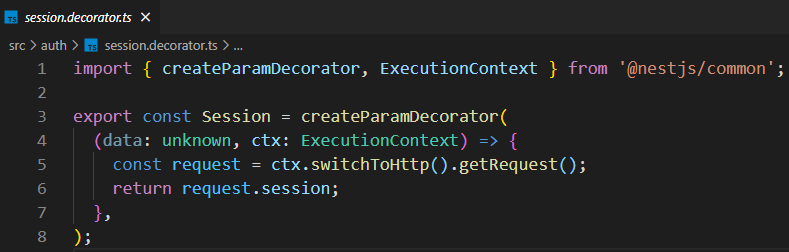 TS session.decorator.ts ×
src > auth > TS session.decorator.ts > ...
1 import { createParamDecorator, ExecutionContext } from '@nestjs/common';
2
3 export const Session = createParamDecorator(
4   (data: unknown, ctx: ExecutionContext) => {
5     const request = ctx.switchToHttp().getRequest();
6     return request.session;
7   },
8 );